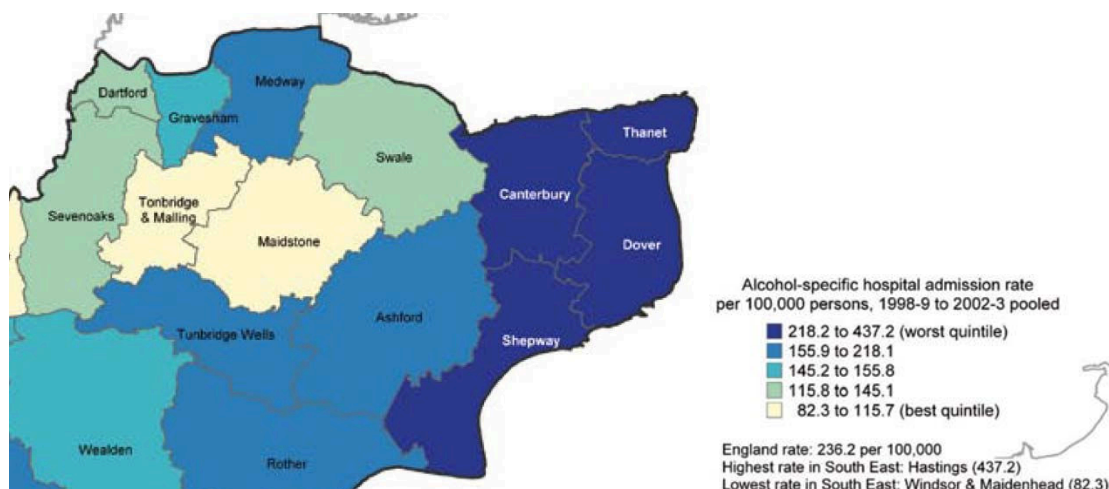 Medway
Dartford
Gravesham
Thanet
Swale
Canterbury
Tonbridge
& Malling
Sevenoaks
Maidstone
Dover
Ashford
Tunbridge Wells
Shepway
Wealden
Rother
Alcohol-specific hospital admission rate
per 100,000 persons, 1998-9 to 2002-3 pooled
218.2 to 437.2 (worst quintile)
155.9 to 218.1
145.2 to 155.8
115.8 to 145.1
82.3 to 115.7 (best quintile)
England rate: 236.2 per 100,000
Highest rate in South East: Hastings (437.2)
Lowest rate in South East: Windsor & Maidenhead (82.3)